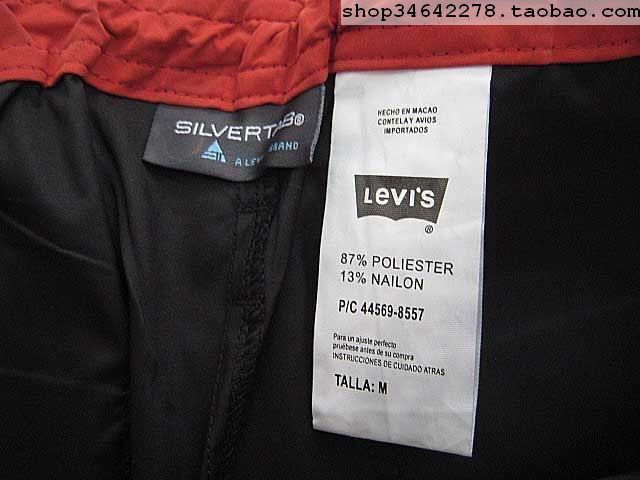 shop34642278.taobao.com
SILVERTAB®
A LEVI'S BRAND
HECHO EN MACAO
CONTELA Y AVIOS
IMPORTADOS
LEVI'S
®
87% POLIESTER
13% NAILON
P/C 44569-8557
Para un ajuste perfecto
pruébese antes de su compra
INSTRUCCIONES DE CUIDADO ATRAS
TALLA: M